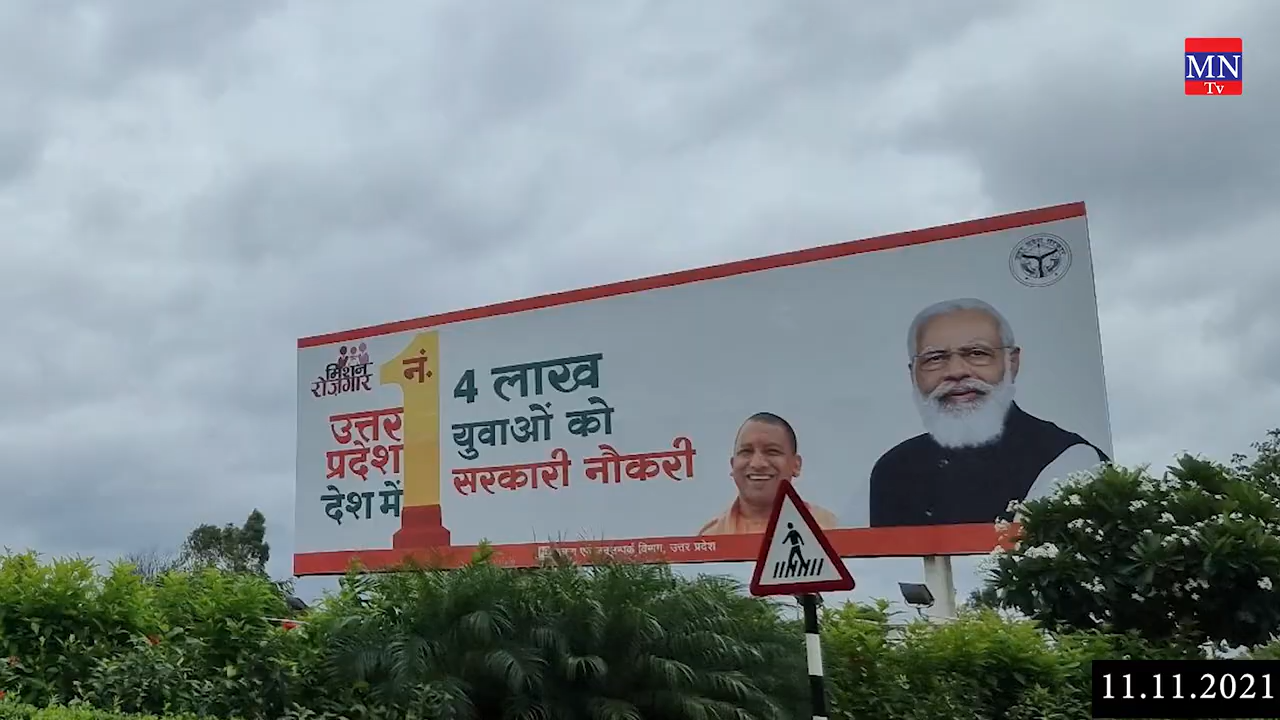 MN
Tv
मिशन
रोज़गार
नं.
1
उत्तर
प्रदेश
देश में
4 लाख
युवाओं को
सरकारी नौकरी
विभाग, उत्तर प्रदेश
11.11.2021